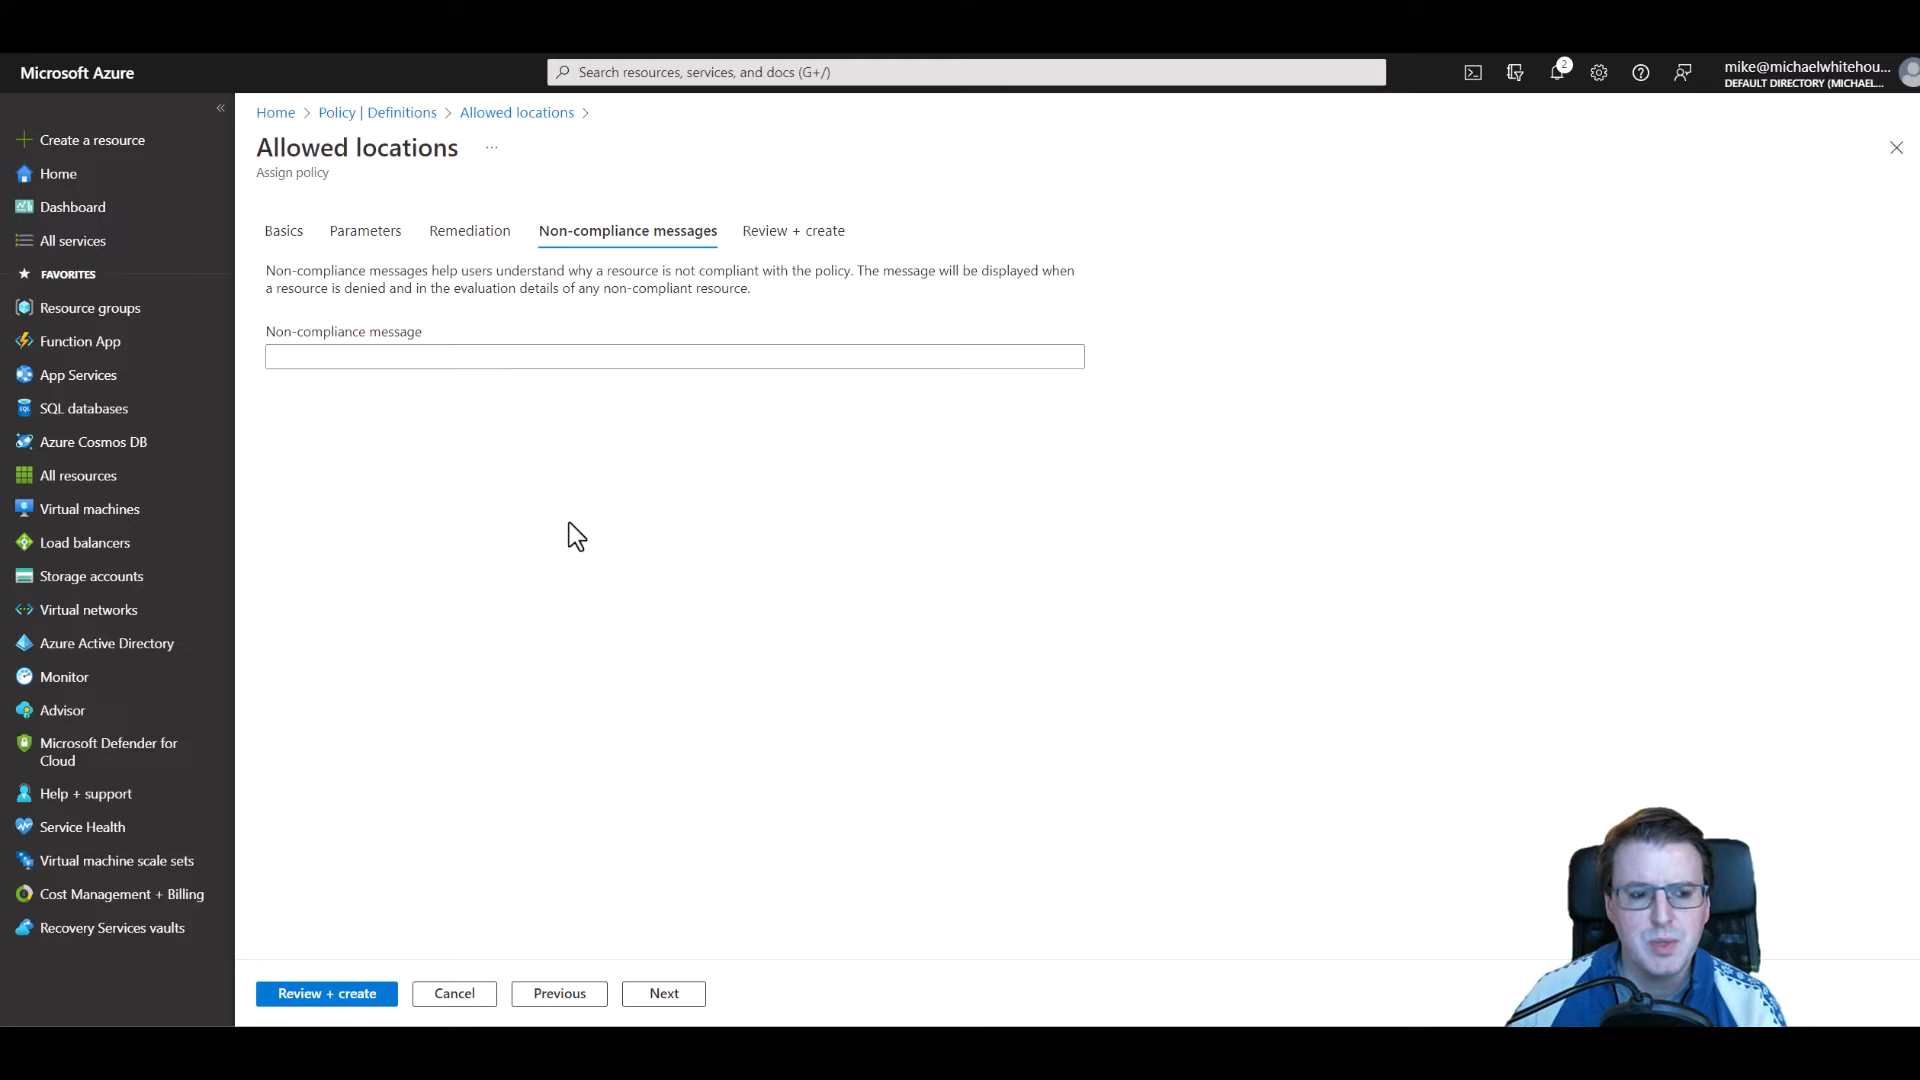 Microsoft Azure
Search resources, services, and docs (G+/)
2
mike@michaelwhitehou...
DEFAULT DIRECTORY (MICHAEL...
«
Create a resource
Home
Dashboard
All services
FAVORITES
Resource groups
Function App
App Services
SQL databases
Azure Cosmos DB
All resources
Virtual machines
Load balancers
Storage accounts
Virtual networks
Azure Active Directory
Monitor
Advisor
Microsoft Defender for
Cloud
Help + support
Service Health
Virtual machine scale sets
Cost Management + Billing
Recovery Services vaults
Home > Policy | Definitions > Allowed locations >
Allowed locations ...
Assign policy
Basics Parameters Remediation Non-compliance messages Review + create
Non-compliance messages help users understand why a resource is not compliant with the policy. The message will be displayed when
a resource is denied and in the evaluation details of any non-compliant resource.
Non-compliance message
Review + create Cancel Previous Next